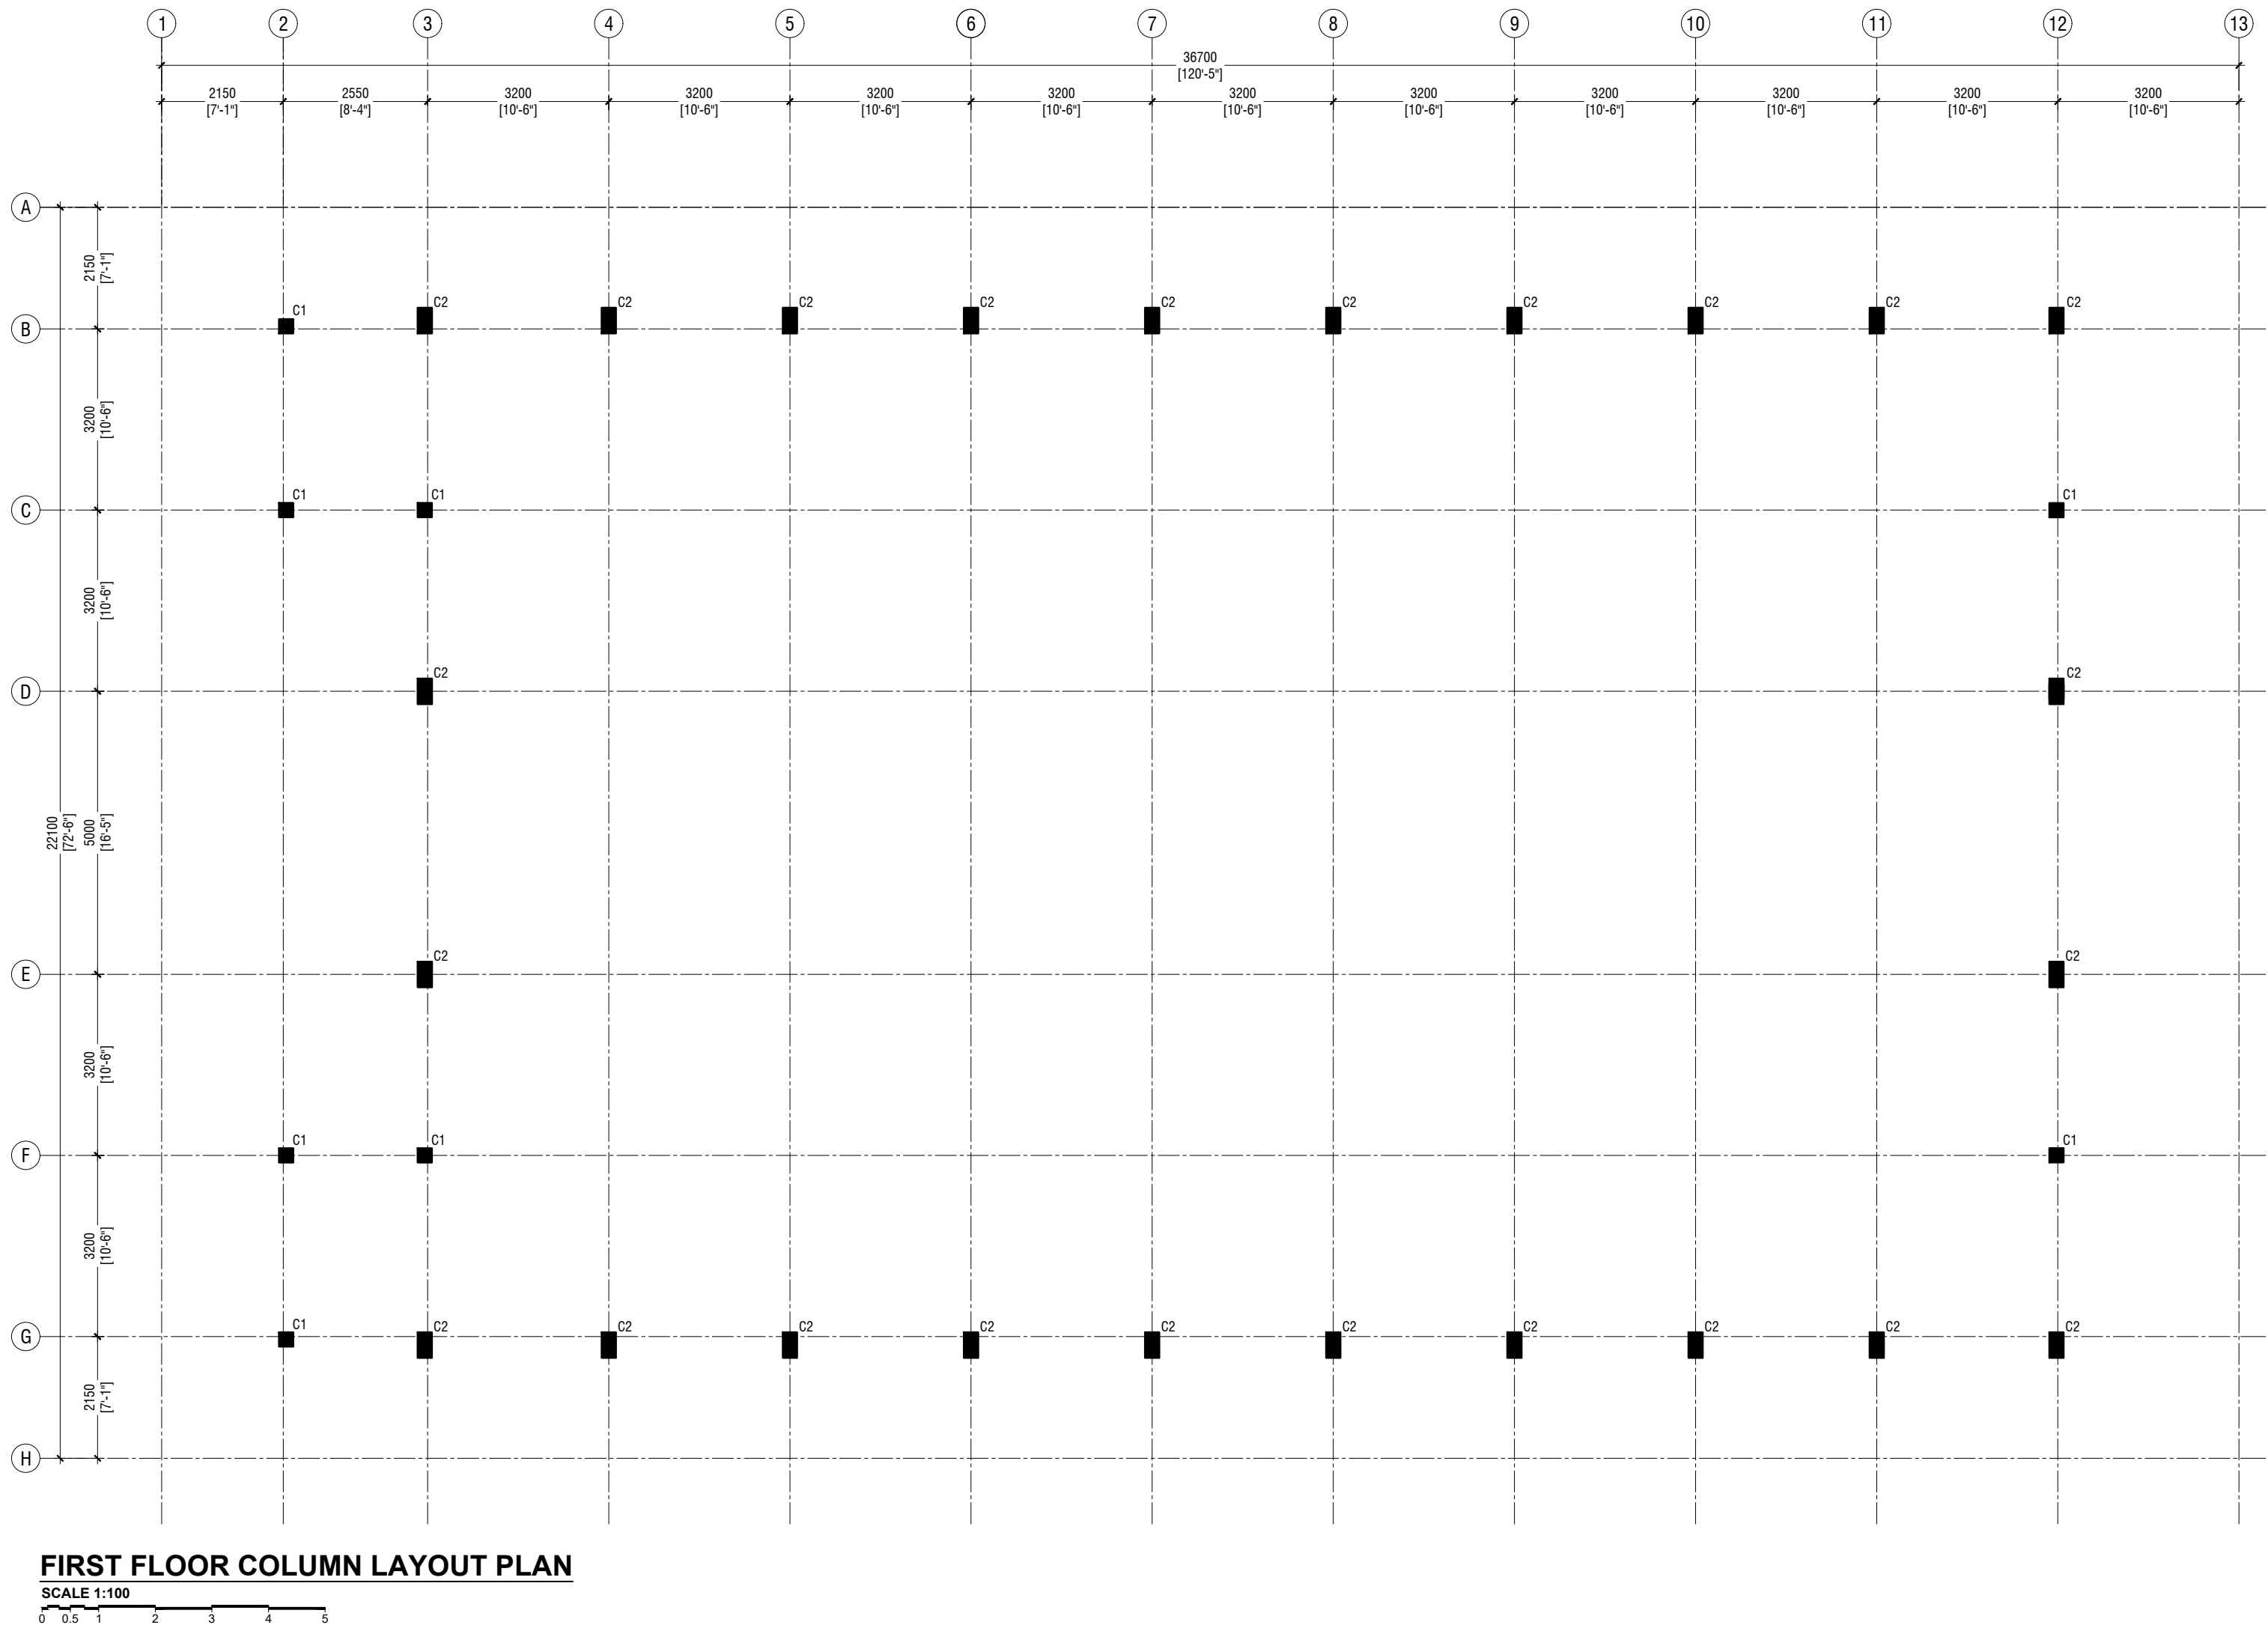 1 2 3 4 5 6 7 8 9 10 11 12 13
36700
[120'-5"]
2150 2550 3200 3200 3200 3200 3200 3200 3200 3200 3200 3200
[7'-1"] [8'-4"] [10'-6"] [10'-6"] [10'-6"] [10'-6"] [10'-6"] [10'-6"] [10'-6"] [10'-6"] [10'-6"] [10'-6"]
A
2150
[7'-1"]
C1 C2 C2 C2 C2 C2 C2 C2 C2 C2 C2
B
3200
[10'-6"]
C1 C1 C1
C
3200
[10'-6"]
C2 C2
D
22100
[72'-6"]
5000
[16'-5"]
C2 C2
E
3200
[10'-6"]
C1 C1 C1
F
3200
[10'-6"]
C1 C2 C2 C2 C2 C2 C2 C2 C2 C2 C2
G
2150
[7'-1"]
H
FIRST FLOOR COLUMN LAYOUT PLAN
SCALE 1:100
0 0.5 1 2 3 4 5